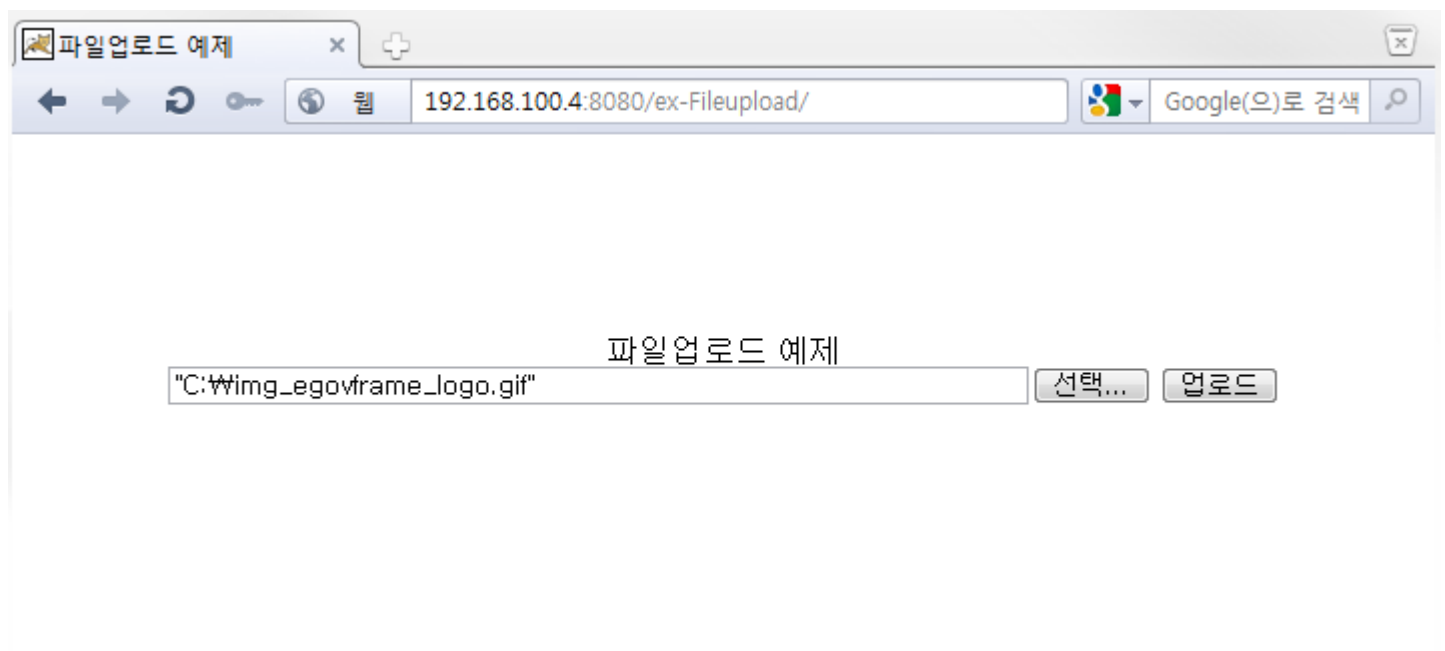 파일업로드 예제
웹 192.168.100.4:8080/ex-Fileupload/ Google(으)로 검색
파일업로드 예제
"C:₩img_egovframe_logo.gif" 선택... 업로드